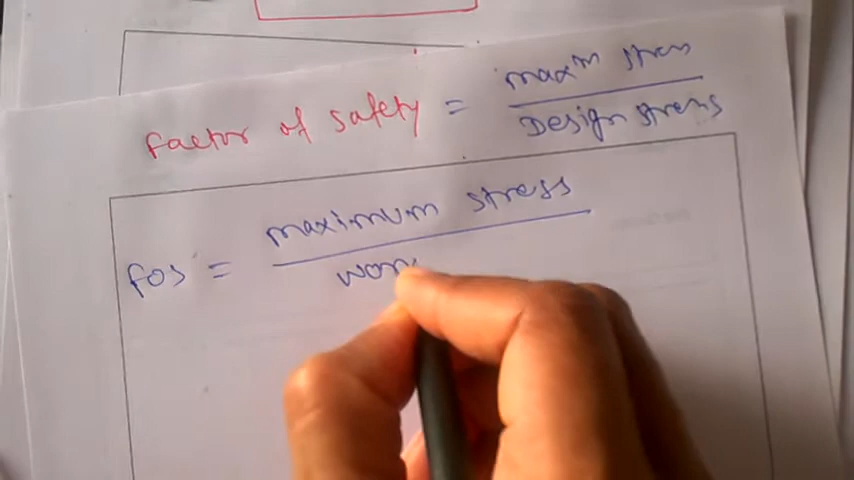 Factor of safety = maxm stress
Design stress
fos = maximum stress
wor